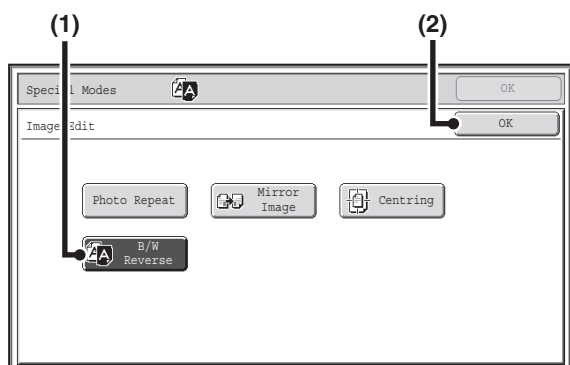 (1) (2)
Special Modes OK
Image Edit OK
Photo Repeat Mirror Image Centring
B/W Reverse